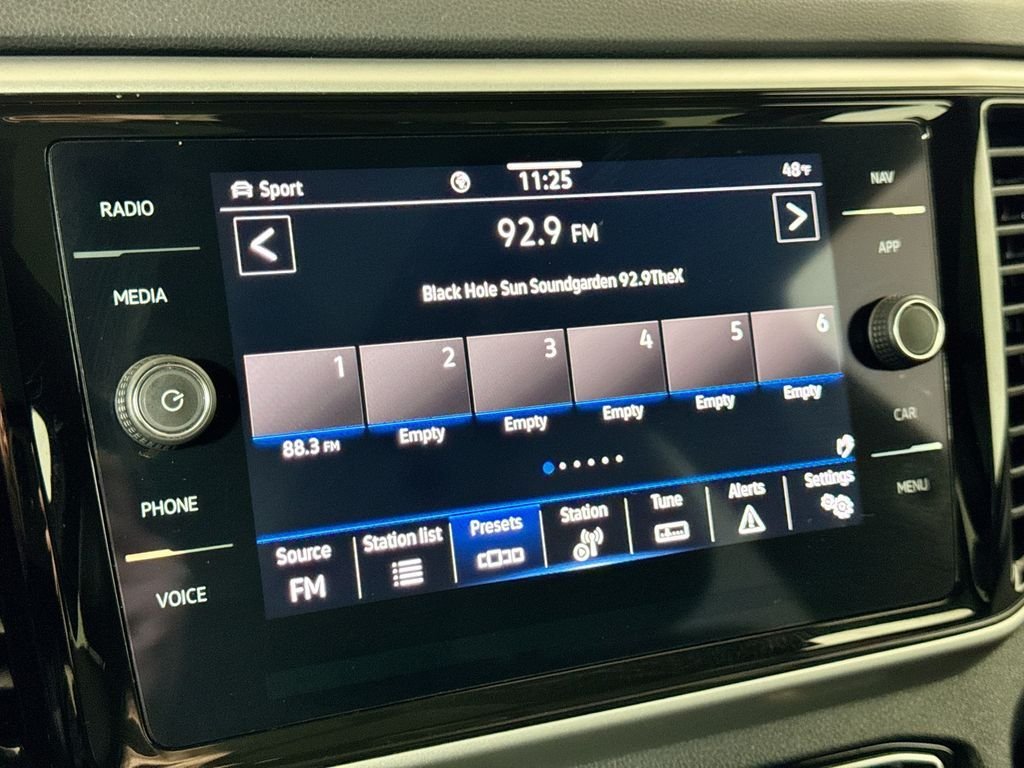 RADIO
MEDIA
PHONE
VOICE
Sport
11:25
48°F
92.9 FM
Black Hole Sun Soundgarden 92.9TheX
1 2 3 4 5 6
88.3 FM Empty Empty Empty Empty Empty
Source Station list Presets Station Tune Alerts Settings
FM
NAV
APP
CAR
MENU